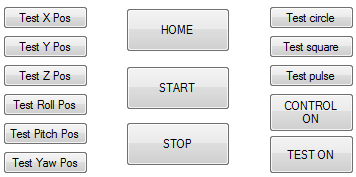 Test X Pos
Test Y Pos
Test Z Pos
Test Roll Pos
Test Pitch Pos
Test Yaw Pos
HOME
START
STOP
Test circle
Test square
Test pulse
CONTROL
ON
TEST ON